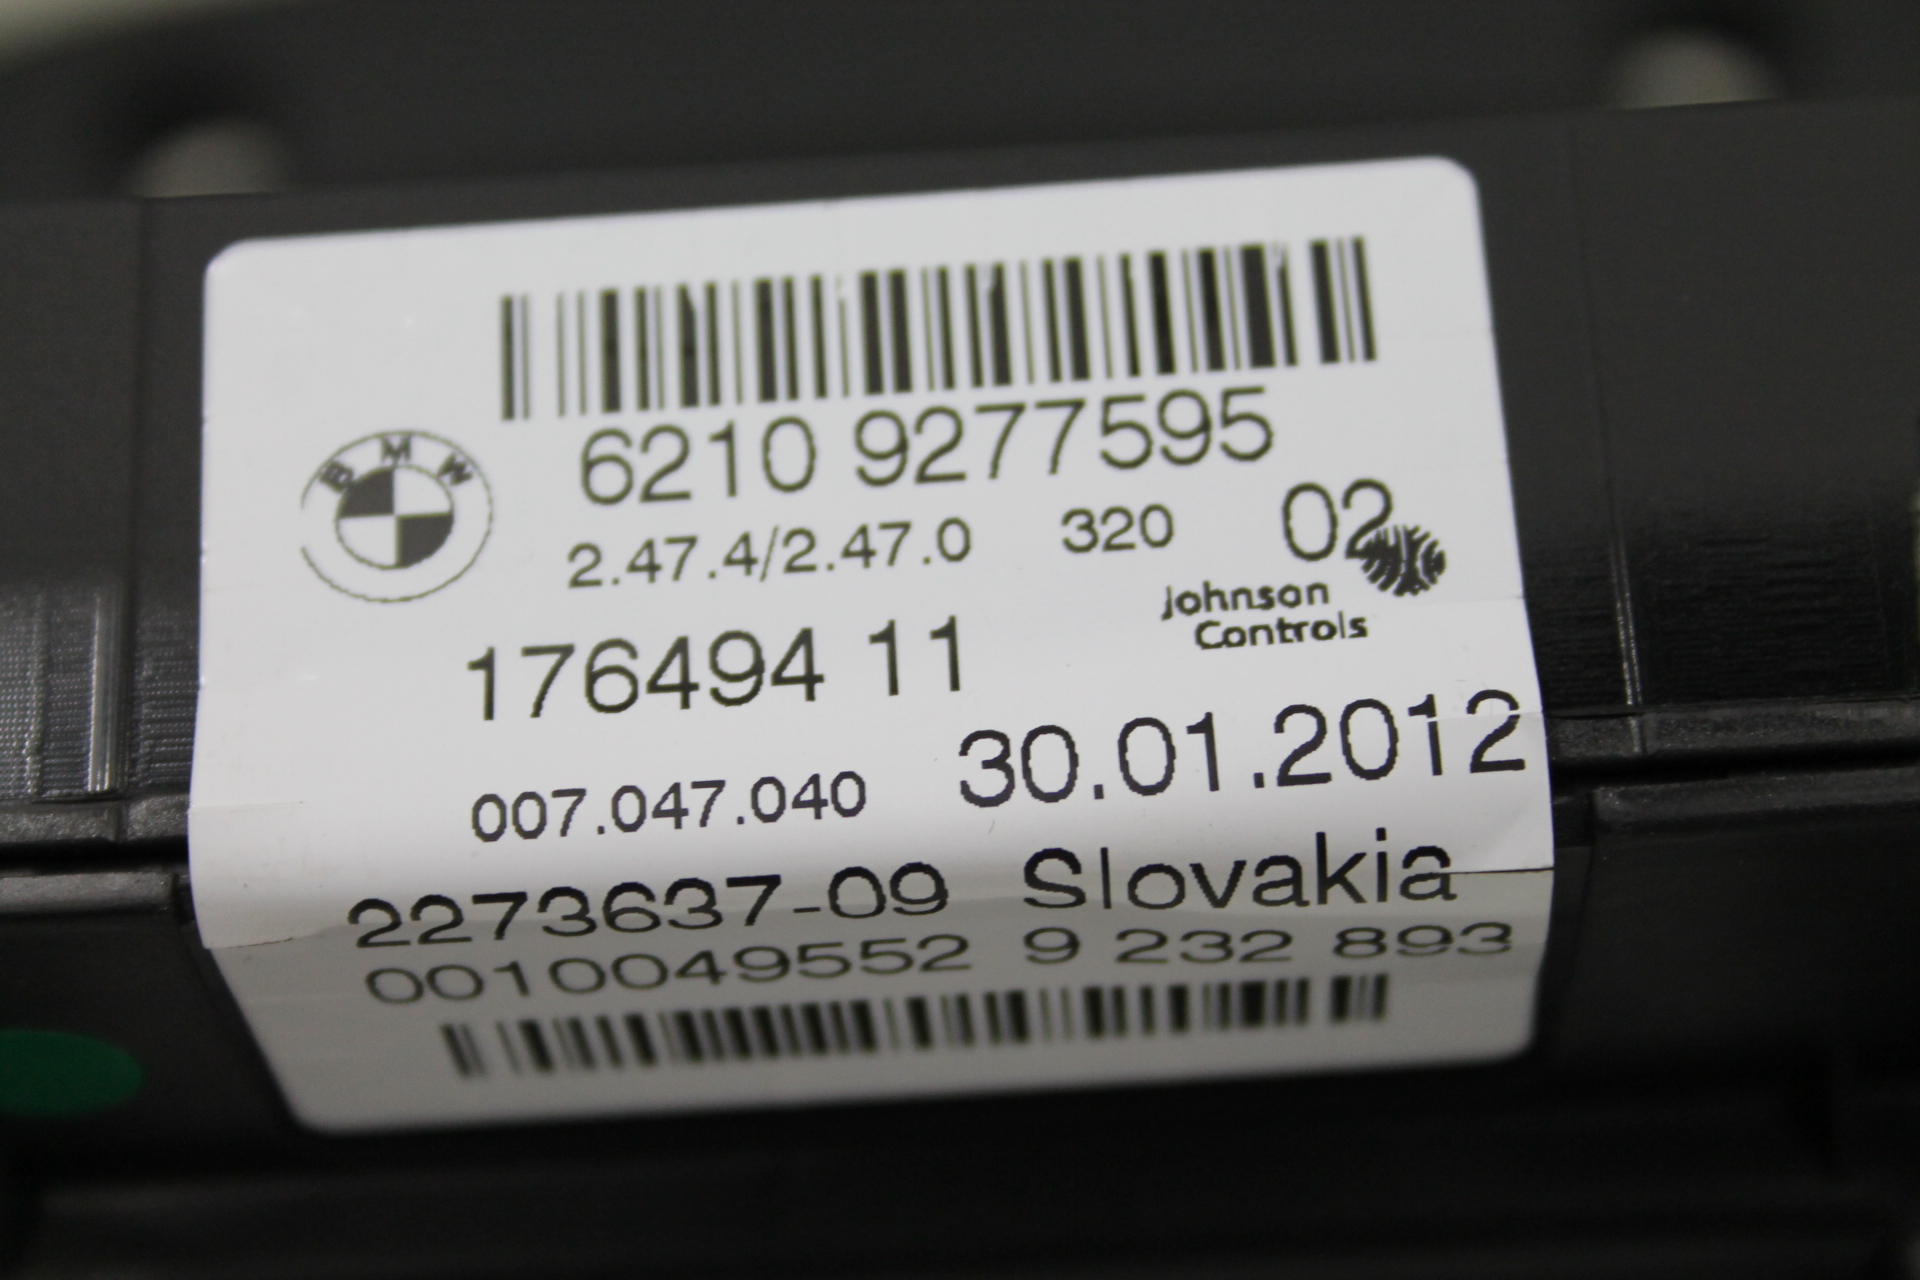 6210 9277595
BMW
2.47.4/2.47.0 320 02
Johnson
Controls
176494 11
007.047.040 30.01.2012
2273637-09 Slovakia
0010049552 9 232 893